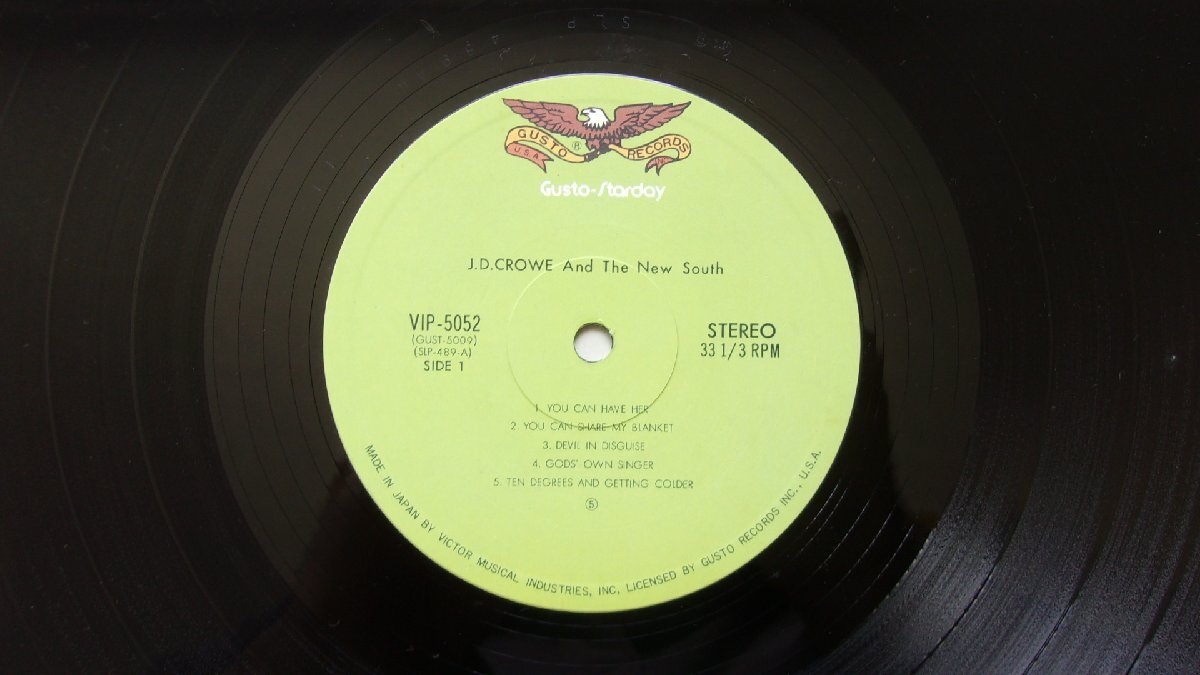 GUSTO RECORDS
U S A
®
Gusto-Starday
J.D.CROWE And The New South
VIP-5052
(GUST-5009)
(SLP-489-A)
SIDE 1
STEREO
33 1/3 RPM
1. YOU CAN HAVE HER
2. YOU CAN SHARE MY BLANKET
3. DEVIL IN DISGUISE
4. GODS' OWN SINGER
5. TEN DEGREES AND GETTING COLDER
⑤
MADE IN JAPAN BY VICTOR MUSICAL INDUSTRIES, INC. LICENSED BY GUSTO RECORDS INC., U.S.A.